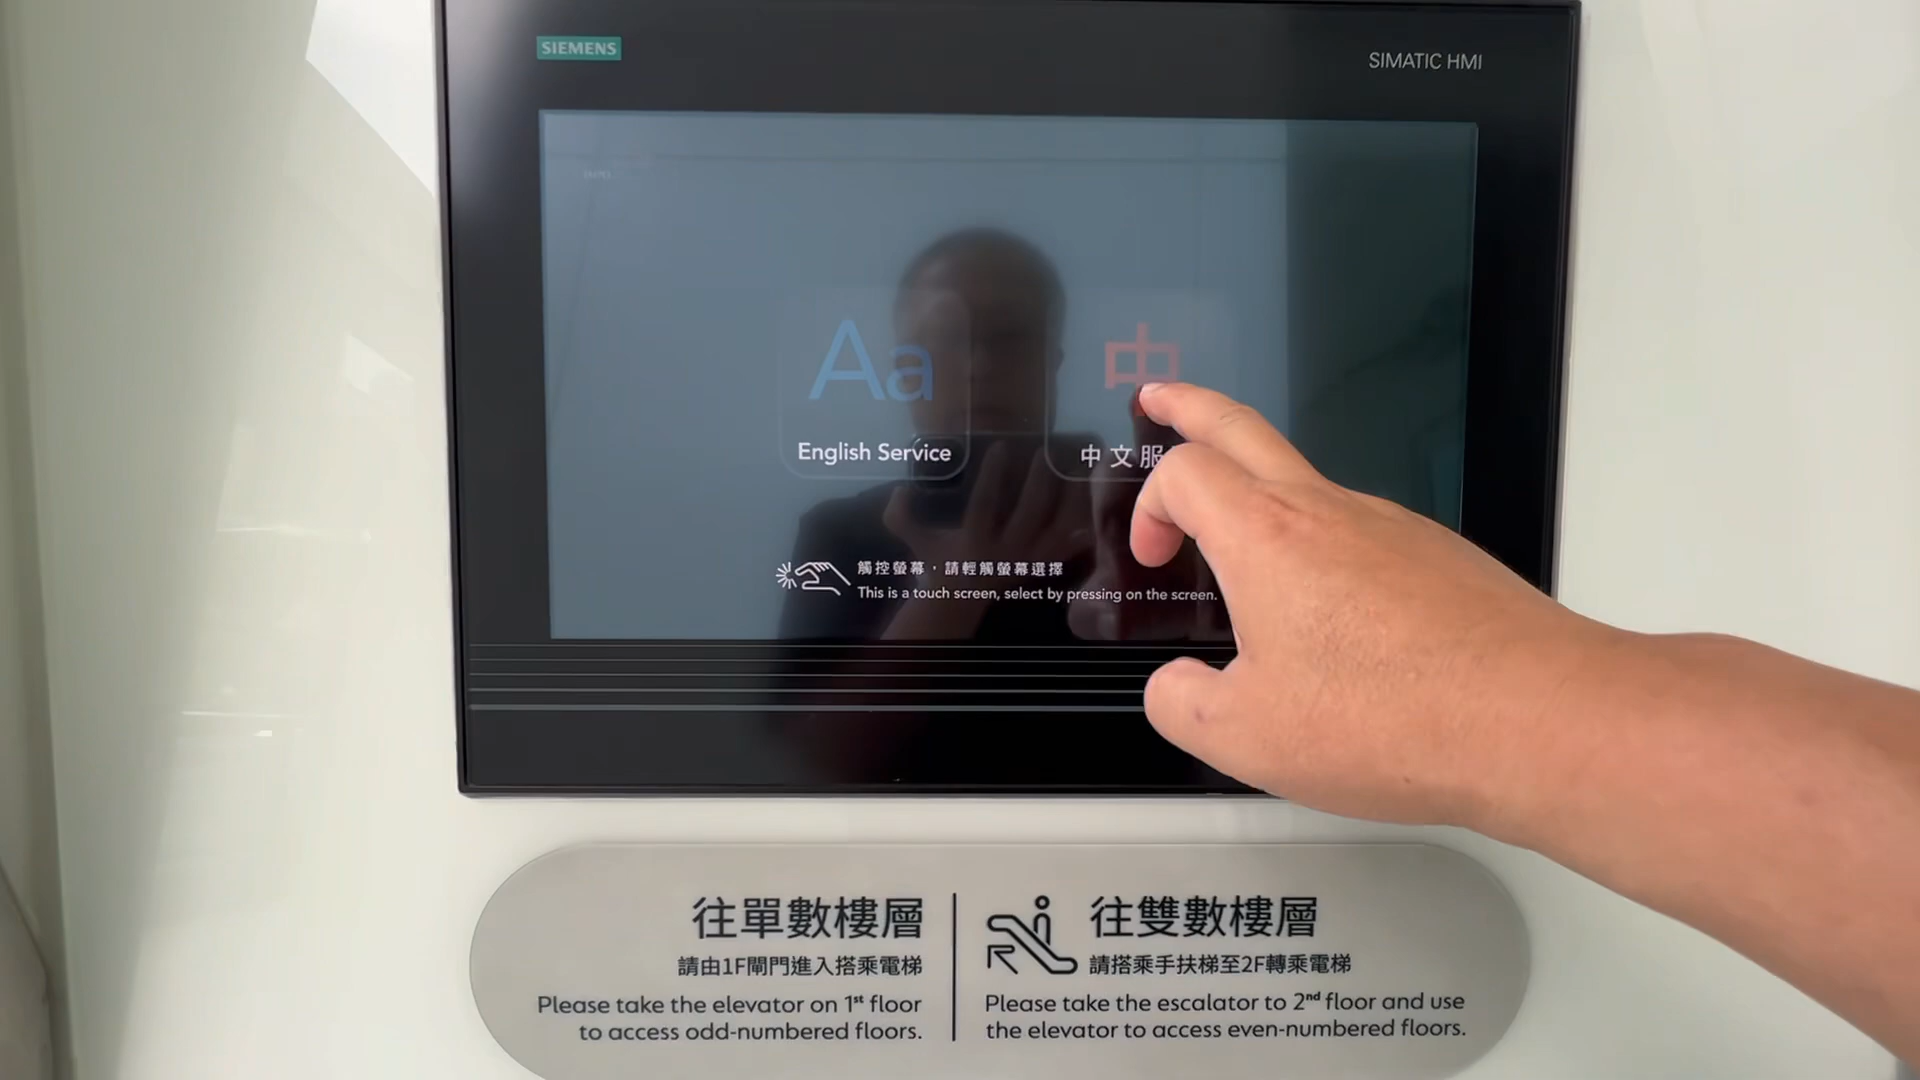 SIEMENS
SIMATIC HMI
Aa
中
English Service
中文服
觸控螢幕,請輕觸螢幕選擇
This is a touch screen, select by pressing on the screen.
往單數樓層
請由1F閘門進入搭乘電梯
Please take the elevator on 1st floor
to access odd-numbered floors.
往雙數樓層
請搭乘手扶梯至2F轉乘電梯
Please take the escalator to 2nd floor and use
the elevator to access even-numbered floors.